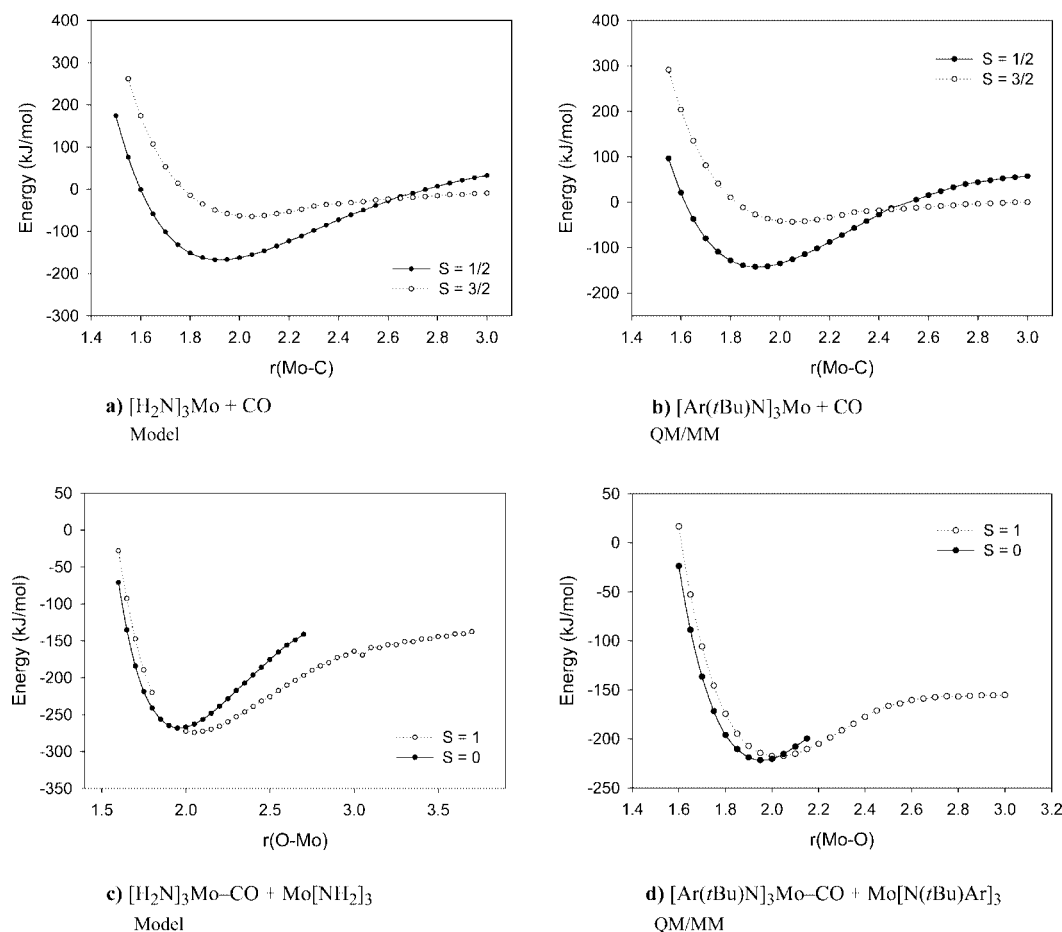 400
300
200
100
0
-100
-200
-300
Energy (kJ/mol)
S = 1/2
S = 3/2
1.4 1.6 1.8 2.0 2.2 2.4 2.6 2.8 3.0
r(Mo-C)
a) [H₂N]₃Mo + CO
Model
400
300
200
100
0
-100
-200
Energy (kJ/mol)
S = 1/2
S = 3/2
1.4 1.6 1.8 2.0 2.2 2.4 2.6 2.8 3.0
r(Mo-C)
b) [Ar(tBu)N]₃Mo + CO
QM/MM
50
0
-50
-100
-150
-200
-250
-300
-350
Energy (kJ/mol)
S = 1
S = 0
1.5 2.0 2.5 3.0 3.5
r(O-Mo)
c) [H₂N]₃Mo–CO + Mo[NH₂]₃
Model
50
0
-50
-100
-150
-200
-250
Energy (kJ/mol)
S = 1
S = 0
1.4 1.6 1.8 2.0 2.2 2.4 2.6 2.8 3.0 3.2
r(Mo-O)
d) [Ar(tBu)N]₃Mo–CO + Mo[N(tBu)Ar]₃
QM/MM